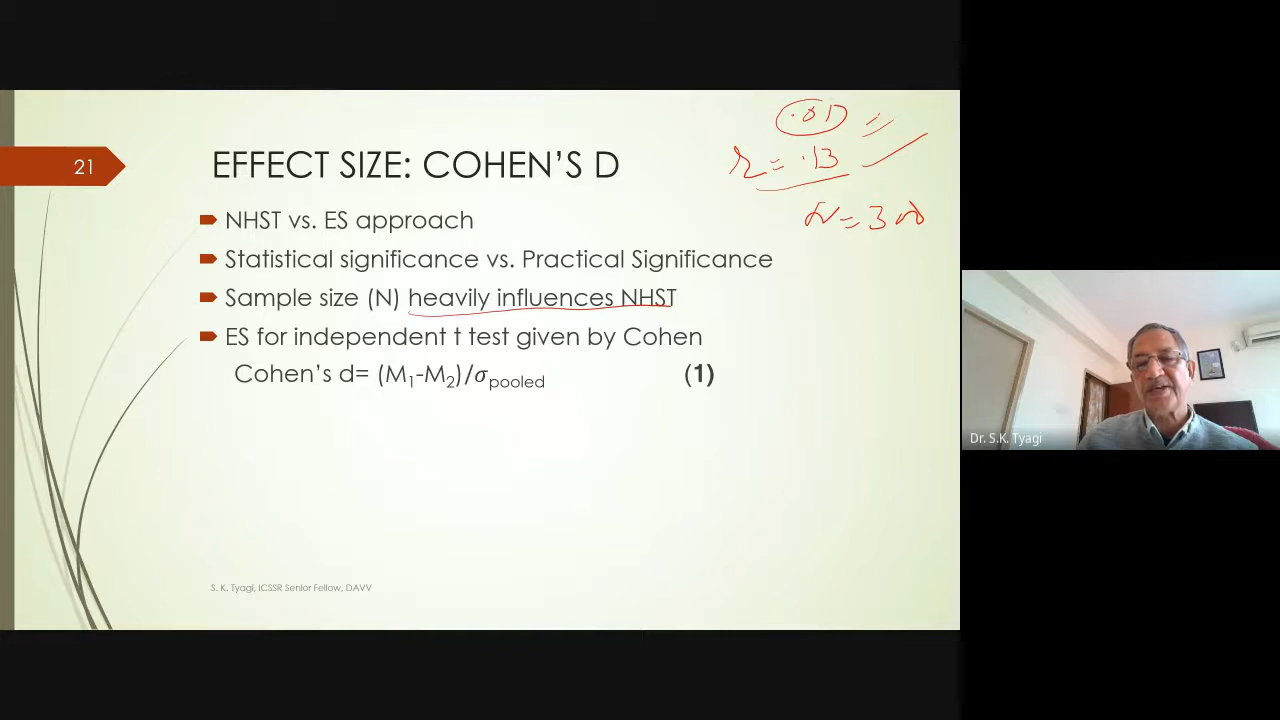 21
EFFECT SIZE: COHEN'S D
NHST vs. ES approach
Statistical significance vs. Practical Significance
Sample size (N) heavily influences NHST
ES for independent t test given by Cohen
Cohen's d= (M₁-M₂)/σpooled (1)
S. K. Tyagi, ICSSR Senior Fellow, DAVV
r = .13
Dr. S.K. Tyagi